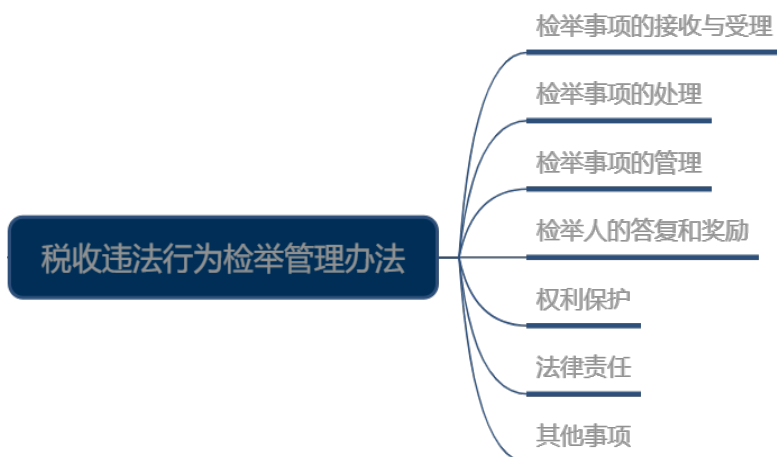 检举事项的接收与受理
检举事项的处理
检举事项的管理
税收违法行为检举管理办法
检举人的答复和奖励
权利保护
法律责任
其他事项